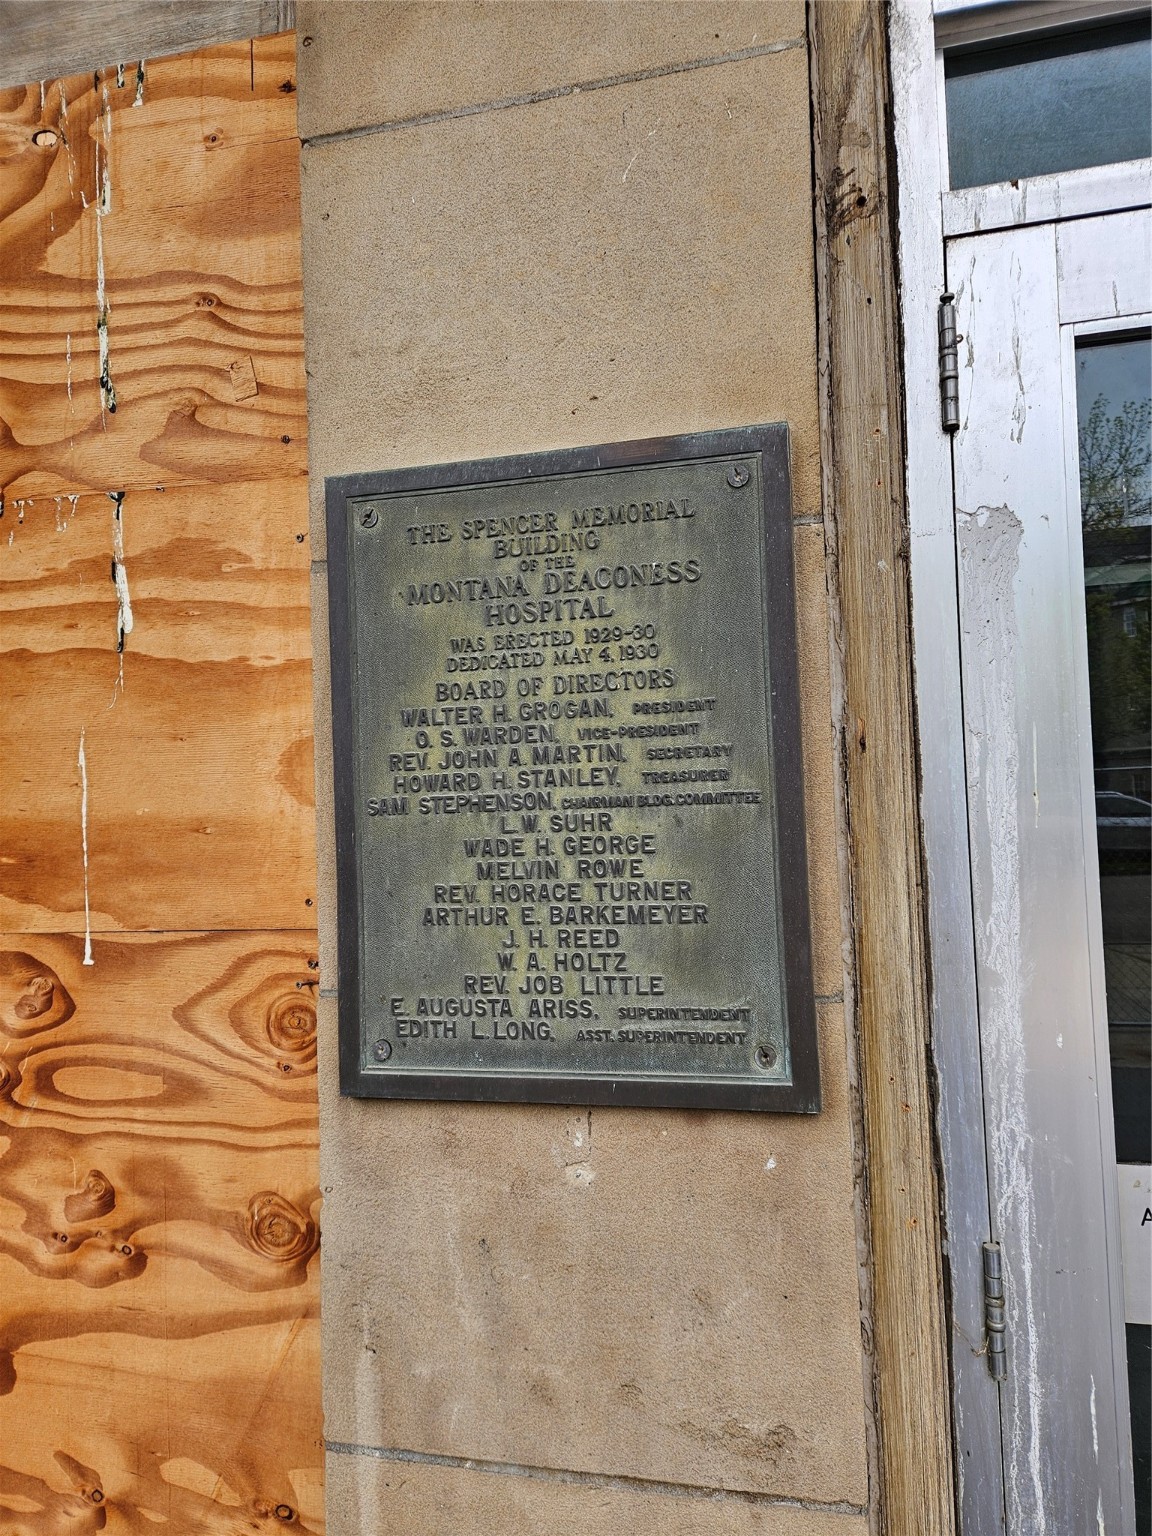 THE SPENCER MEMORIAL
BUILDING
OF THE
MONTANA DEACONESS
HOSPITAL
WAS ERECTED 1929-30
DEDICATED MAY 4, 1930
BOARD OF DIRECTORS
WALTER H. GROGAN, PRESIDENT
O. S. WARDEN, VICE-PRESIDENT
REV. JOHN A. MARTIN, SECRETARY
HOWARD H. STANLEY, TREASURER
SAM STEPHENSON, CHAIRMAN BLDG. COMMITTEE
L. W. SUHR
WADE H. GEORGE
MELVIN ROWE
REV. HORACE TURNER
ARTHUR E. BARKEMEYER
J. H. REED
W. A. HOLTZ
REV. JOB LITTLE
E. AUGUSTA ARISS, SUPERINTENDENT
EDITH L. LONG, ASST. SUPERINTENDENT